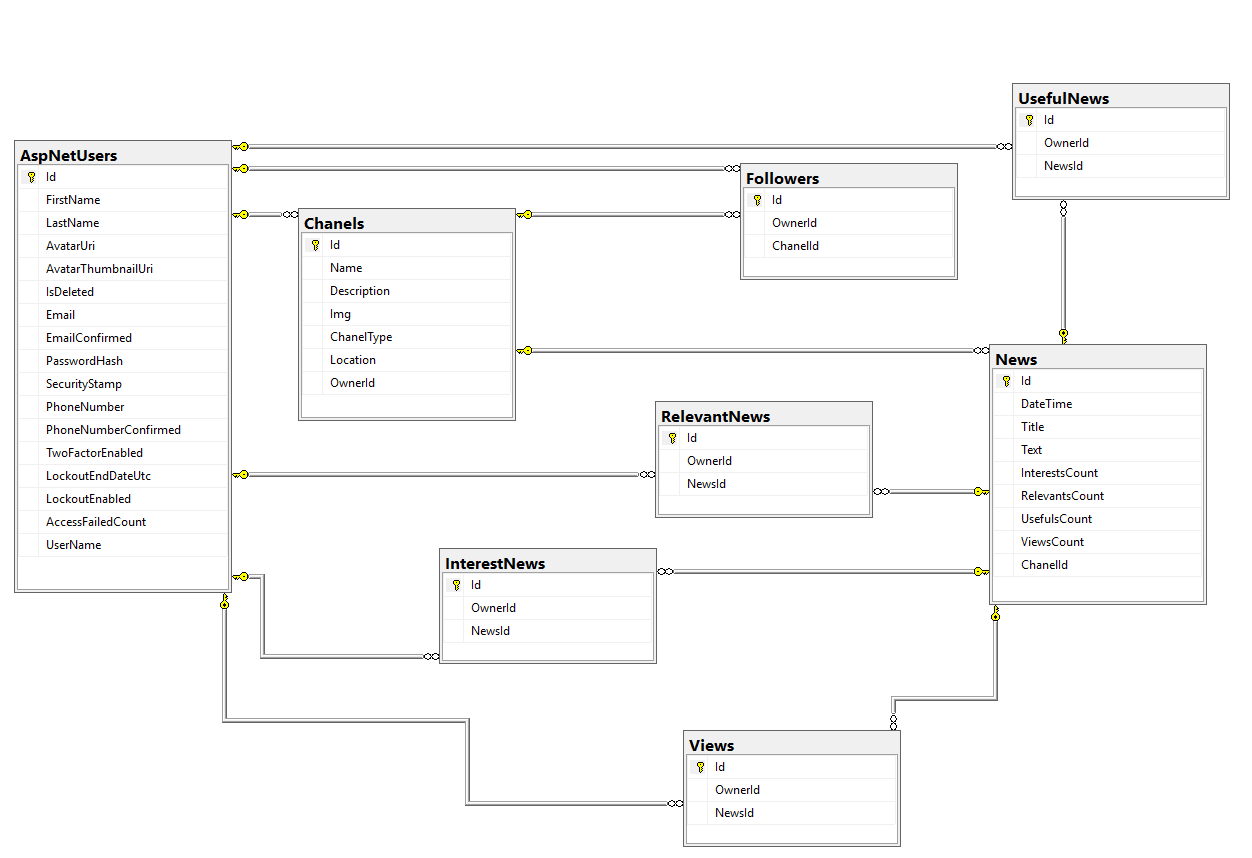 UsefulNews
Id
OwnerId
NewsId
AspNetUsers
Id
FirstName
LastName
AvatarUri
AvatarThumbnailUri
IsDeleted
Email
EmailConfirmed
PasswordHash
SecurityStamp
PhoneNumber
PhoneNumberConfirmed
TwoFactorEnabled
LockoutEndDateUtc
LockoutEnabled
AccessFailedCount
UserName
Followers
Id
OwnerId
ChanelId
Chanels
Id
Name
Description
Img
ChanelType
Location
OwnerId
News
Id
DateTime
Title
Text
InterestsCount
RelevantsCount
UsefulsCount
ViewsCount
ChanelId
RelevantNews
Id
OwnerId
NewsId
InterestNews
Id
OwnerId
NewsId
Views
Id
OwnerId
NewsId